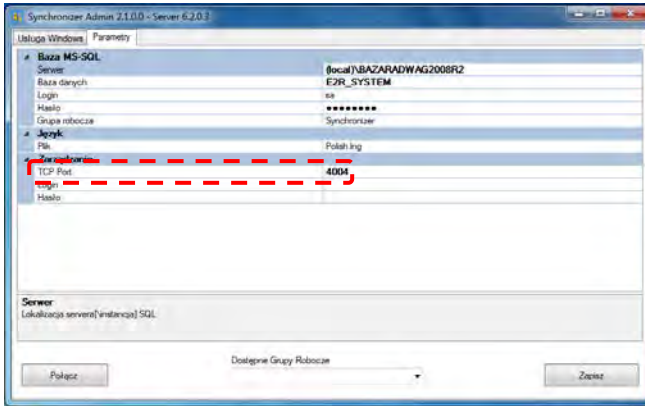 Synchronizer Admin 2.1.0.0 - Server 6.2.0.3
Usługa Windows Parametry
Baza MS-SQL
Serwer (local)\BAZARADWAG2008R2
Baza danych E2R_SYSTEM
Login sa
Hasło ●●●●●●●●
Grupa robocza Synchronizer
Język
Plik Polish.lng
Zarządzanie
TCP Port 4004
Login
Hasło
Serwer
Lokalizacja servera[\instancja] SQL
Dostępne Grupy Robocze
Połącz
Zapisz